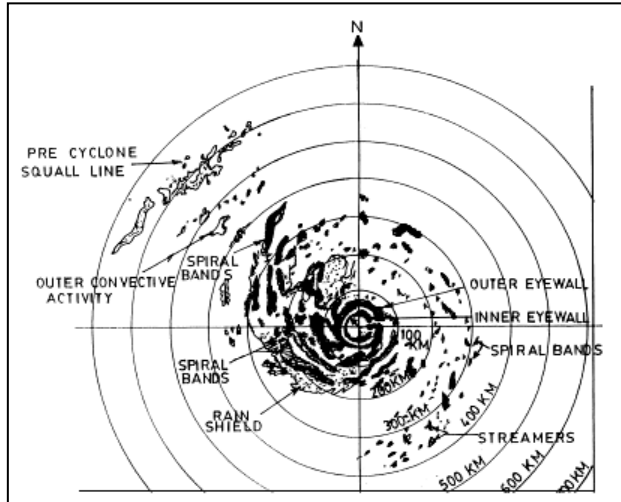 N
PRE CYCLONE
SQUALL LINE
SPIRAL
BANDS
OUTER CONVECTIVE
ACTIVITY
OUTER EYEWALL
INNER EYEWALL
100
KM
SPIRAL BANDS
SPIRAL
BANDS
RAIN
SHIELD
200KM
300-KM
400 KM
STREAMERS
500 KM
600 KM